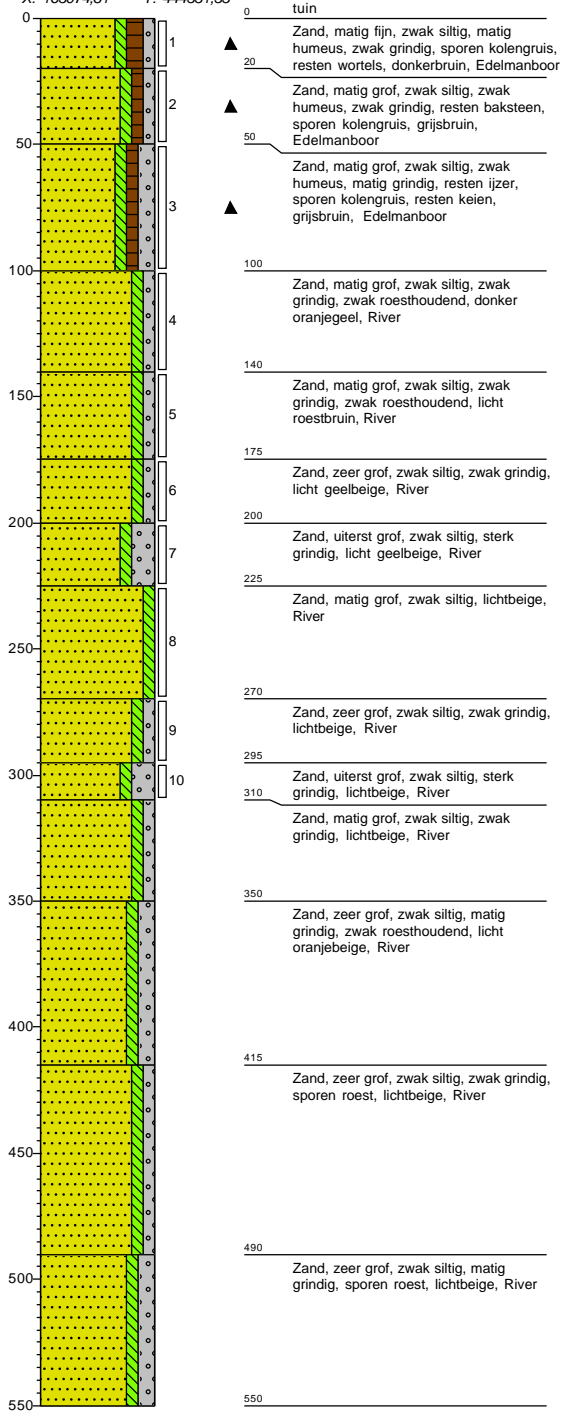 0
tuin
Zand, matig fijn, zwak siltig, matig
humeus, zwak grindig, sporen kolengruis,
resten wortels, donkerbruin, Edelmanboor
20
Zand, matig grof, zwak siltig, zwak
humeus, zwak grindig, resten baksteen,
sporen kolengruis, grijsbruin,
Edelmanboor
50
Zand, matig grof, zwak siltig, zwak
humeus, matig grindig, resten ijzer,
sporen kolengruis, resten keien,
grijsbruin, Edelmanboor
100
Zand, matig grof, zwak siltig, zwak
grindig, zwak roesthoudend, donker
oranjegeel, River
140
Zand, matig grof, zwak siltig, zwak
grindig, zwak roesthoudend, licht
roestbruin, River
175
Zand, zeer grof, zwak siltig, zwak grindig,
licht geelbeige, River
200
Zand, uiterst grof, zwak siltig, sterk
grindig, licht geelbeige, River
225
Zand, matig grof, zwak siltig, lichtbeige,
River
270
Zand, zeer grof, zwak siltig, zwak grindig,
lichtbeige, River
295
Zand, uiterst grof, zwak siltig, sterk
grindig, lichtbeige, River
310
Zand, matig grof, zwak siltig, zwak
grindig, lichtbeige, River
350
Zand, zeer grof, zwak siltig, matig
grindig, zwak roesthoudend, licht
oranjebeige, River
415
Zand, zeer grof, zwak siltig, zwak grindig,
sporen roest, lichtbeige, River
490
Zand, zeer grof, zwak siltig, matig
grindig, sporen roest, lichtbeige, River
550
0
50
100
150
200
250
300
350
400
450
500
550
1
2
3
4
5
6
7
8
9
10